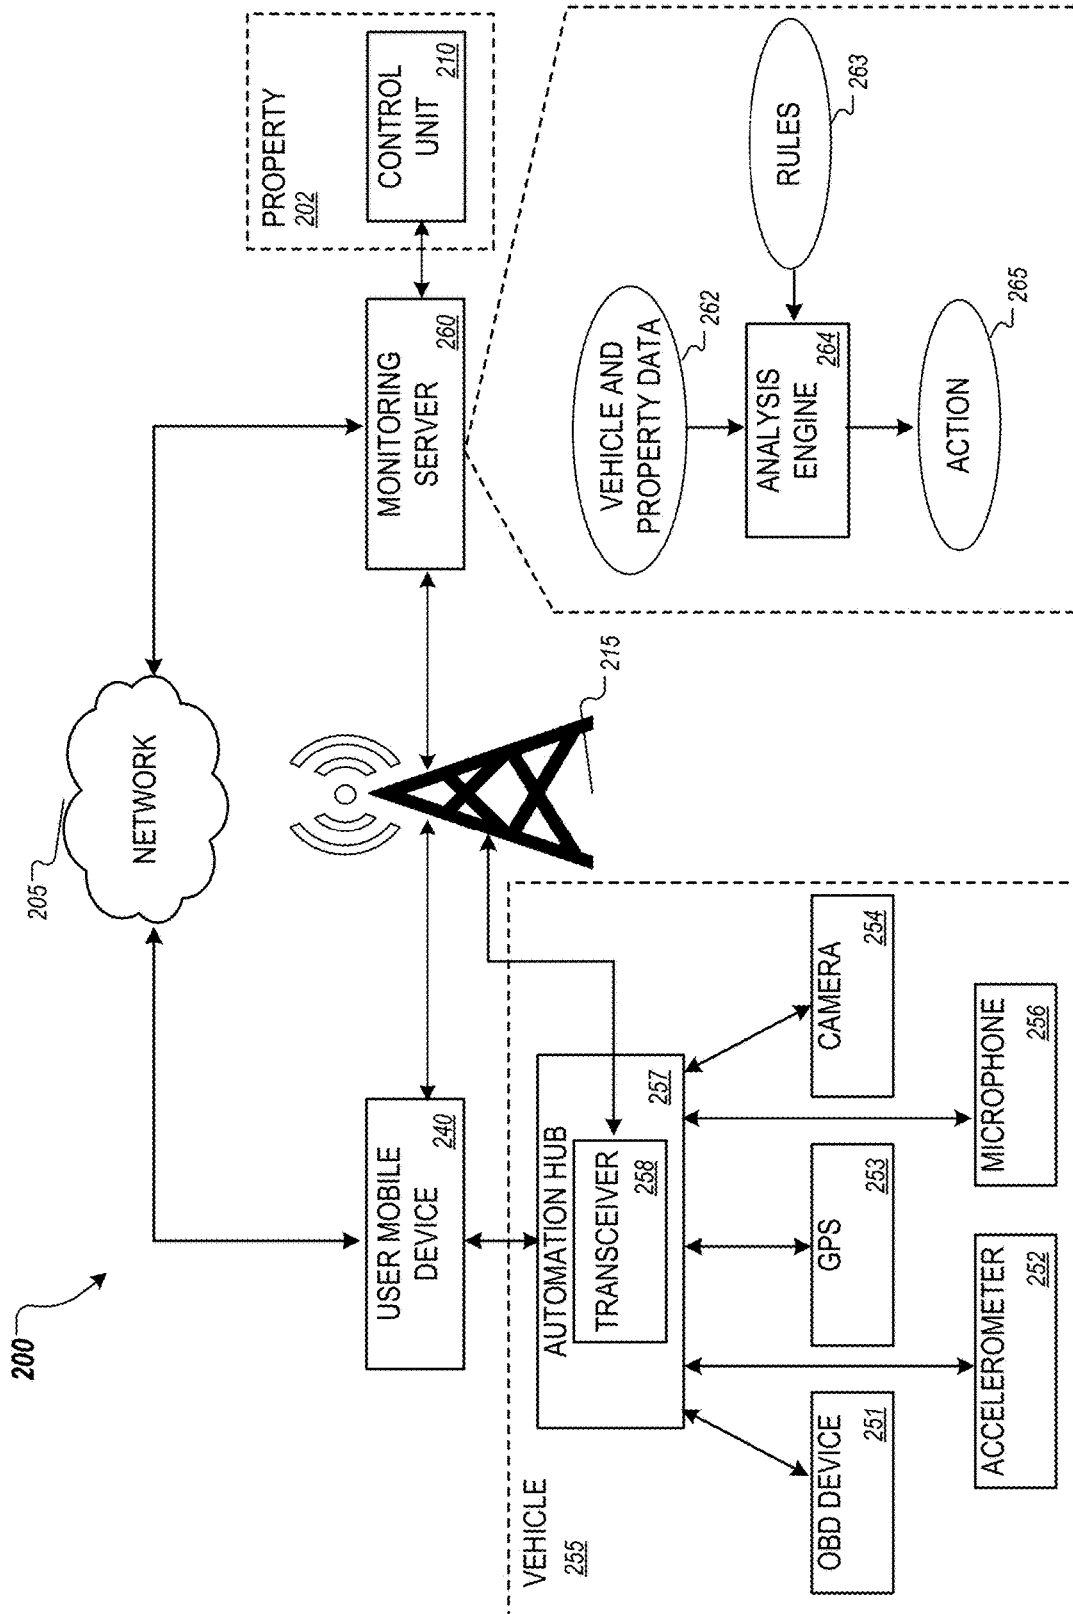 200
205
NETWORK
PROPERTY
202
CONTROL
UNIT
210
USER MOBILE
DEVICE
240
215
MONITORING
SERVER
260
VEHICLE
255
AUTOMATION HUB
257
TRANSCEIVER
258
OBD DEVICE
251
GPS
253
CAMERA
254
ACCELEROMETER
252
MICROPHONE
256
VEHICLE AND
PROPERTY DATA
262
ANALYSIS
ENGINE
264
RULES
263
ACTION
265